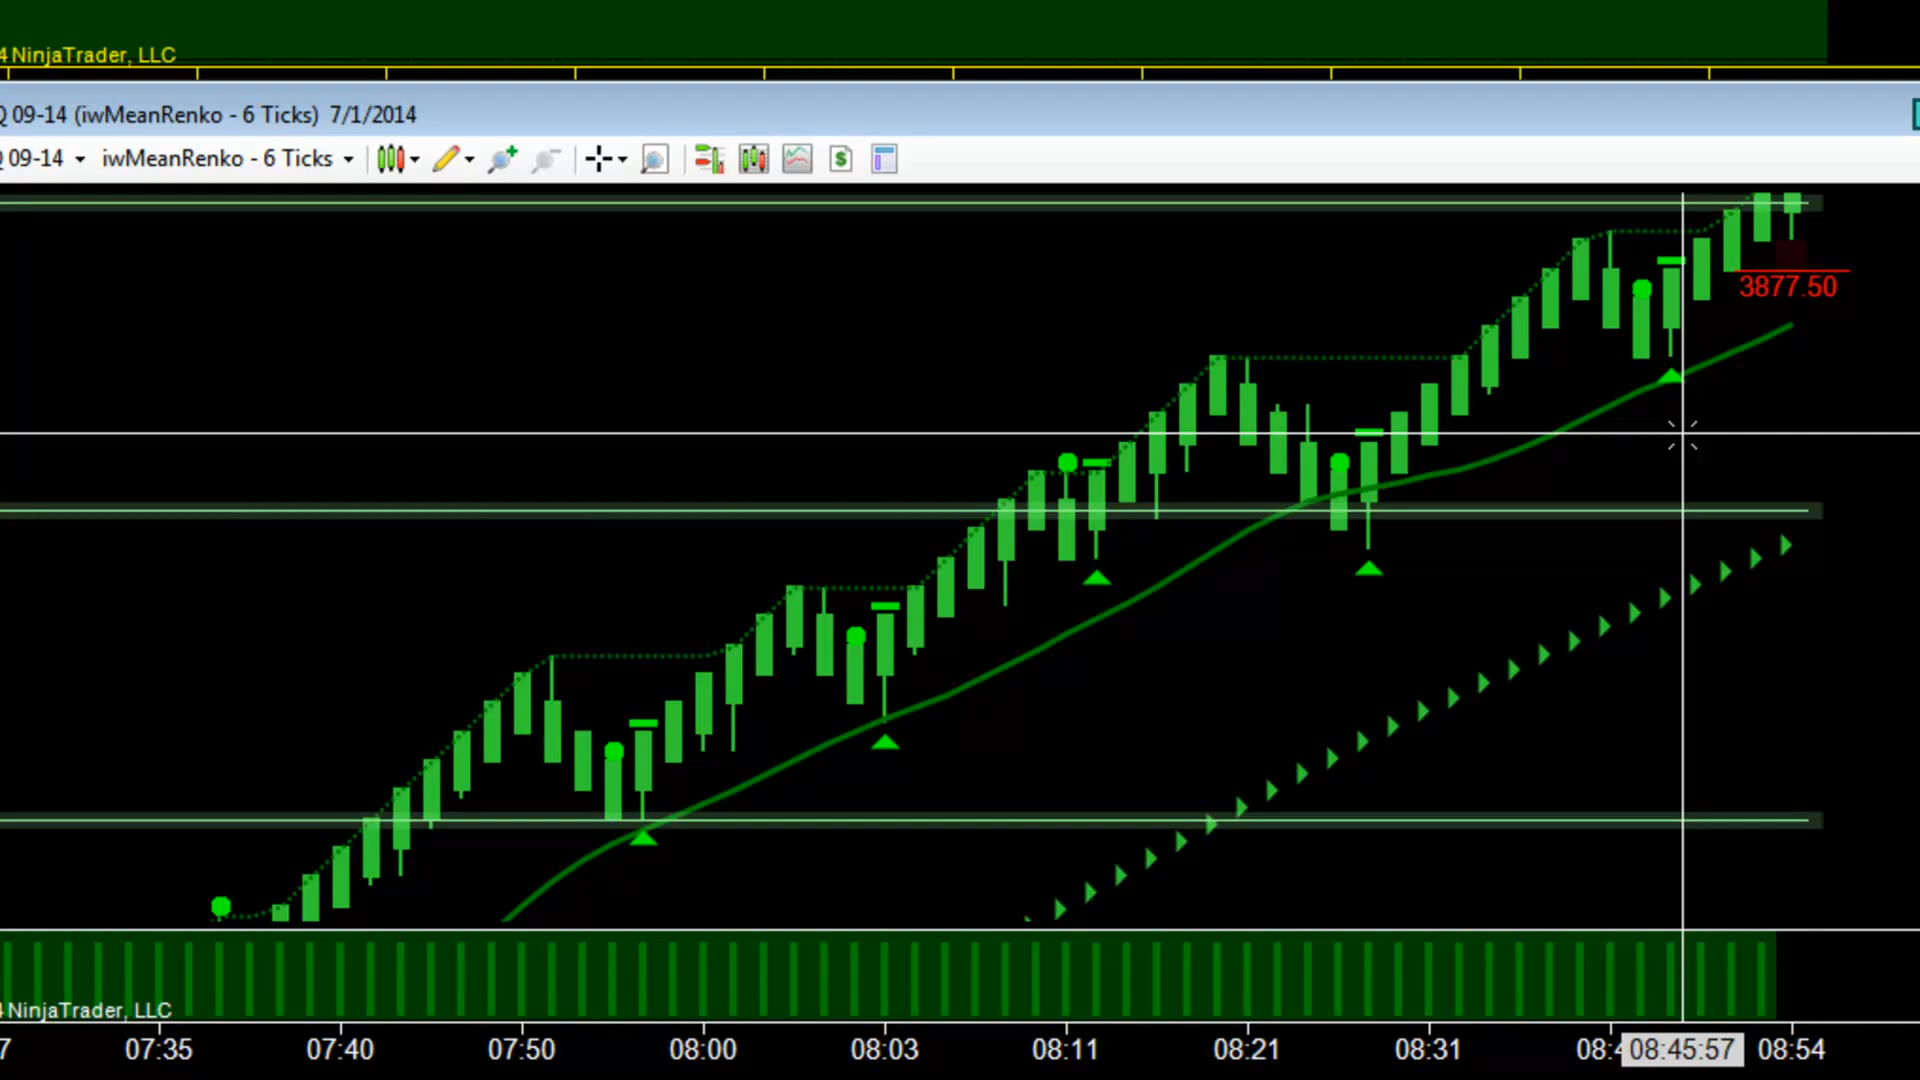 4 NinjaTrader, LLC
Q 09-14 (iwMeanRenko - 6 Ticks) 7/1/2014
Q 09-14 iwMeanRenko - 6 Ticks
$
3877.50
4 NinjaTrader, LLC
7 07:35 07:40 07:50 08:00 08:03 08:11 08:21 08:31 08:4 08:45:57 08:54